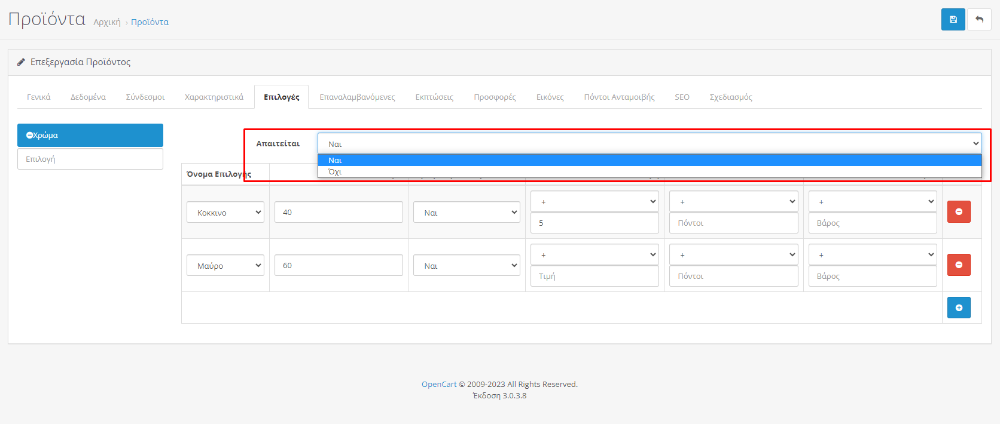 Προϊόντα Αρχική › Προϊόντα
Επεξεργασία Προϊόντος
Γενικά Δεδομένα Σύνδεσμοι Χαρακτηριστικά Επιλογές Επαναλαμβανόμενες Εκπτώσεις Προσφορές Εικόνες Πόντοι Ανταμοιβής SEO Σχεδιασμός
Χρώμα
Επιλογή
Απαιτείται Ναι
Ναι
Όχι
Όνομα Επιλογής
+ + +
Κοκκινο 40 Ναι
5 Πόντοι Βάρος
+ + +
Μαύρο 60 Ναι
Τιμή Πόντοι Βάρος
OpenCart © 2009-2023 All Rights Reserved.
Έκδοση 3.0.3.8